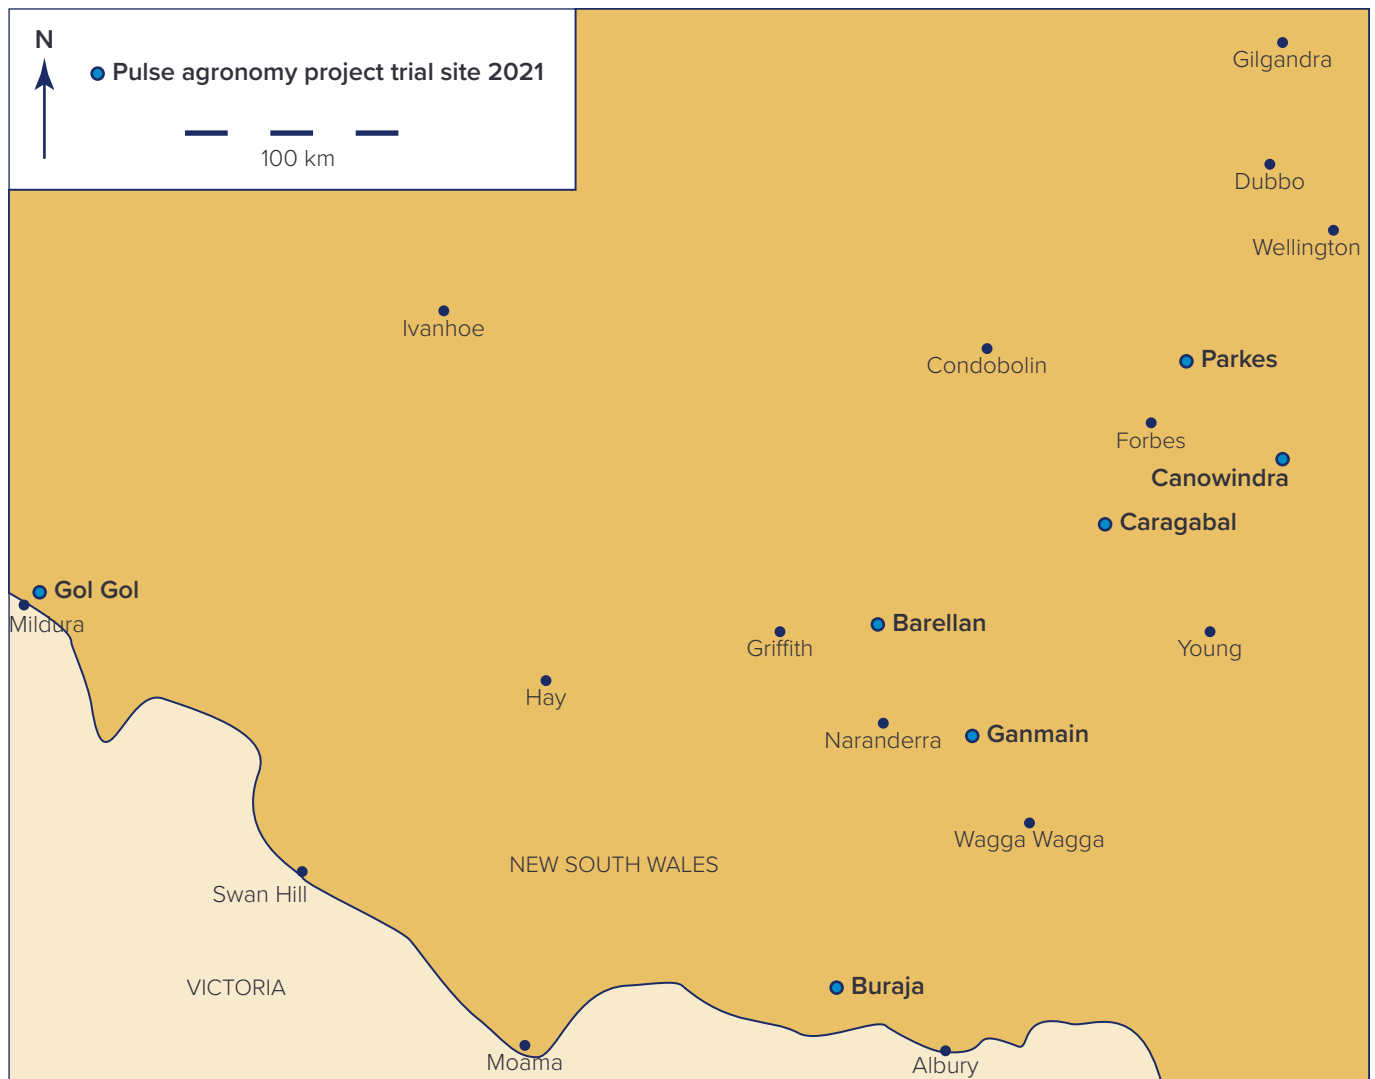 N
Pulse agronomy project trial site 2021
100 km
Gilgandra
Dubbo
Wellington
Ivanhoe
Condobolin
Parkes
Forbes
Canowindra
Caragabal
Gol Gol
Mildura
Barellan
Griffith
Young
Hay
Naranderra
Ganmain
Wagga Wagga
NEW SOUTH WALES
Swan Hill
VICTORIA
Buraja
Moama
Albury